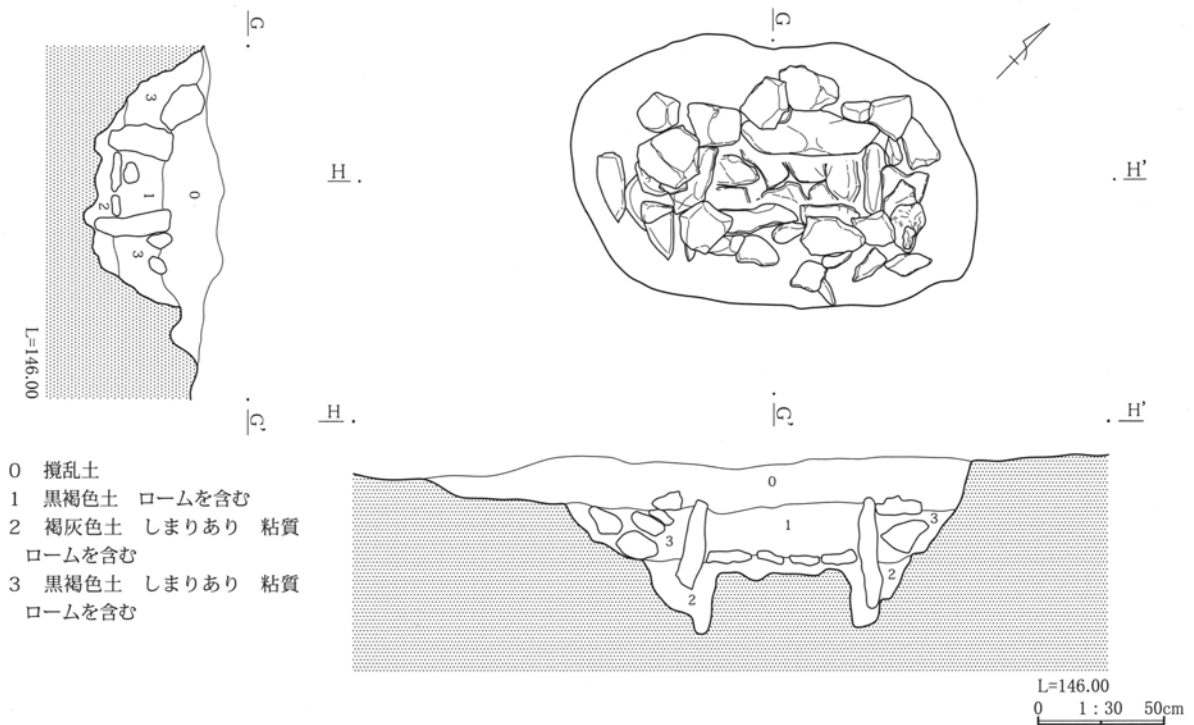 G
G
H
H'
L=146.00
G'
G'
H
H'
3
1
0
2
3
0
1
3
3
2
2
0 攪乱土
1 黒褐色土 ロームを含む
2 褐灰色土 しまりあり 粘質
ロームを含む
3 黒褐色土 しまりあり 粘質
ロームを含む
L=146.00
0 1：30 50cm